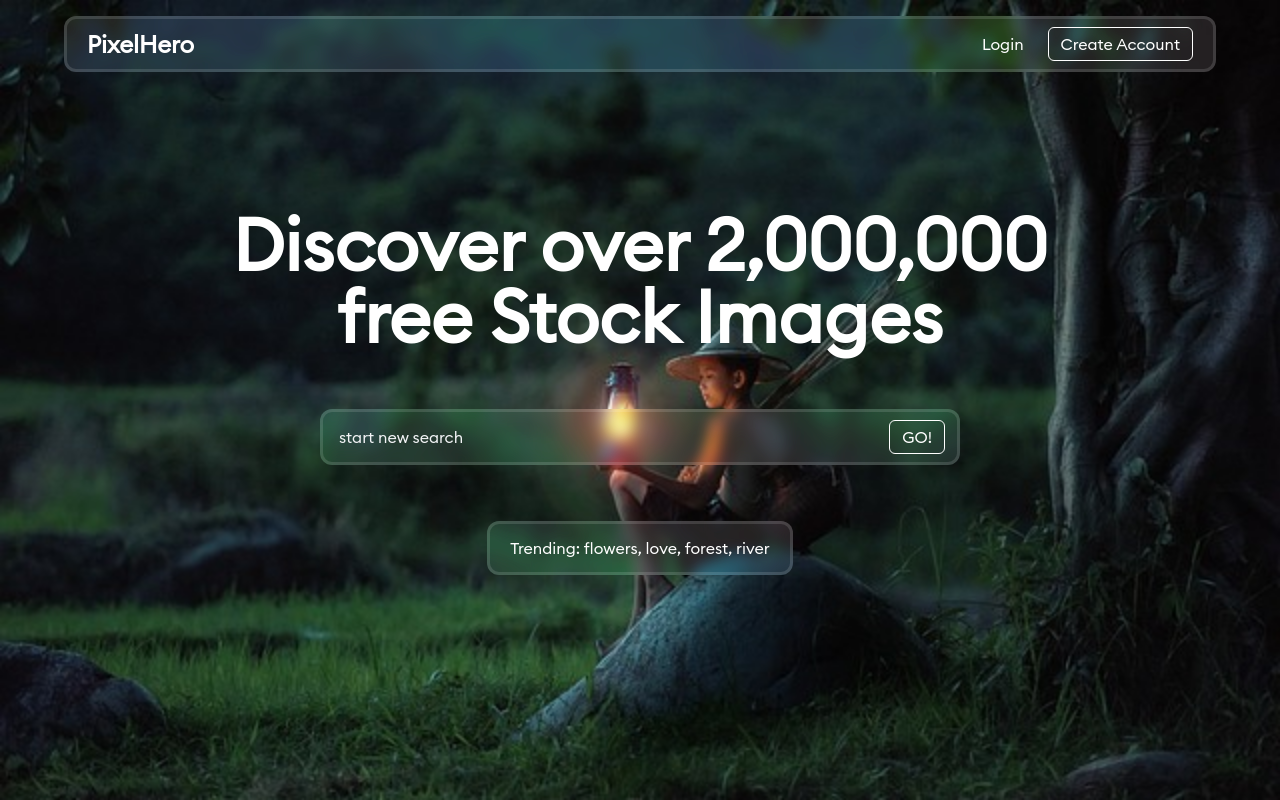 PixelHero
Login
Create Account
Discover over 2,000,000
free Stock Images
start new search
GO!
Trending: flowers, love, forest, river